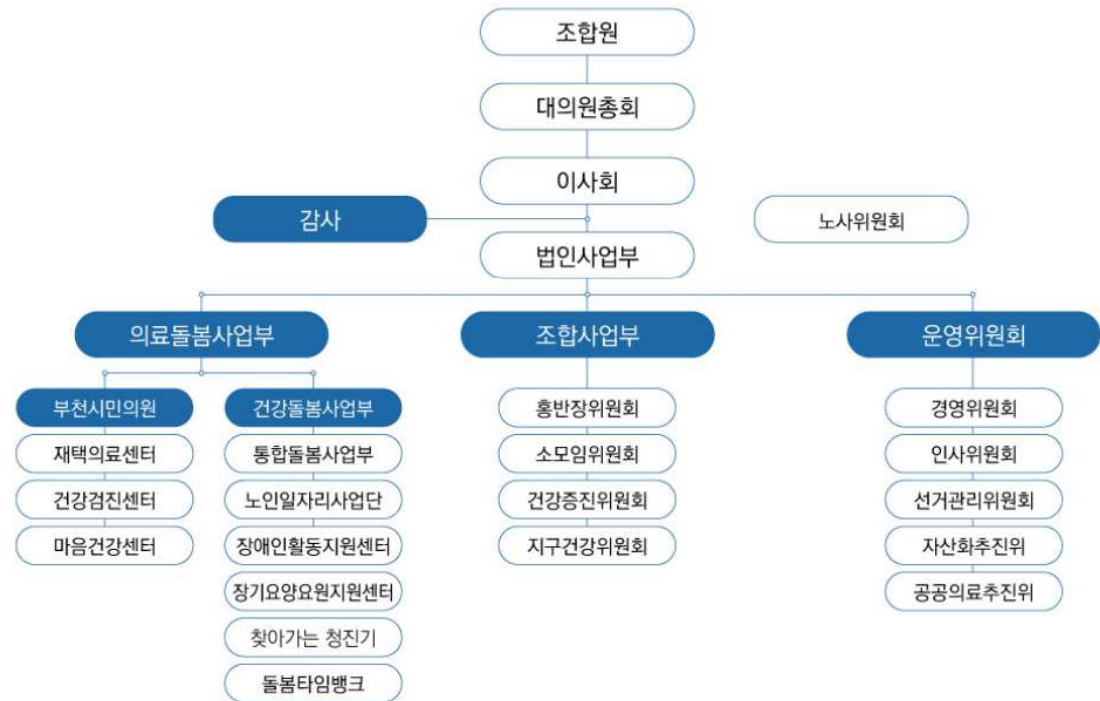 조합원
대의원총회
이사회
감사
노사위원회
법인사업부
의료돌봄사업부
조합사업부
운영위원회
부천시민의원
건강돌봄사업부
홍반장위원회
경영위원회
재택의료센터
통합돌봄사업부
소모임위원회
인사위원회
건강검진센터
노인일자리사업단
건강증진위원회
선거관리위원회
마음건강센터
장애인활동지원센터
지구건강위원회
자산화추진위
장기요양요원지원센터
공공의료추진위
찾아가는 청진기
돌봄타임뱅크